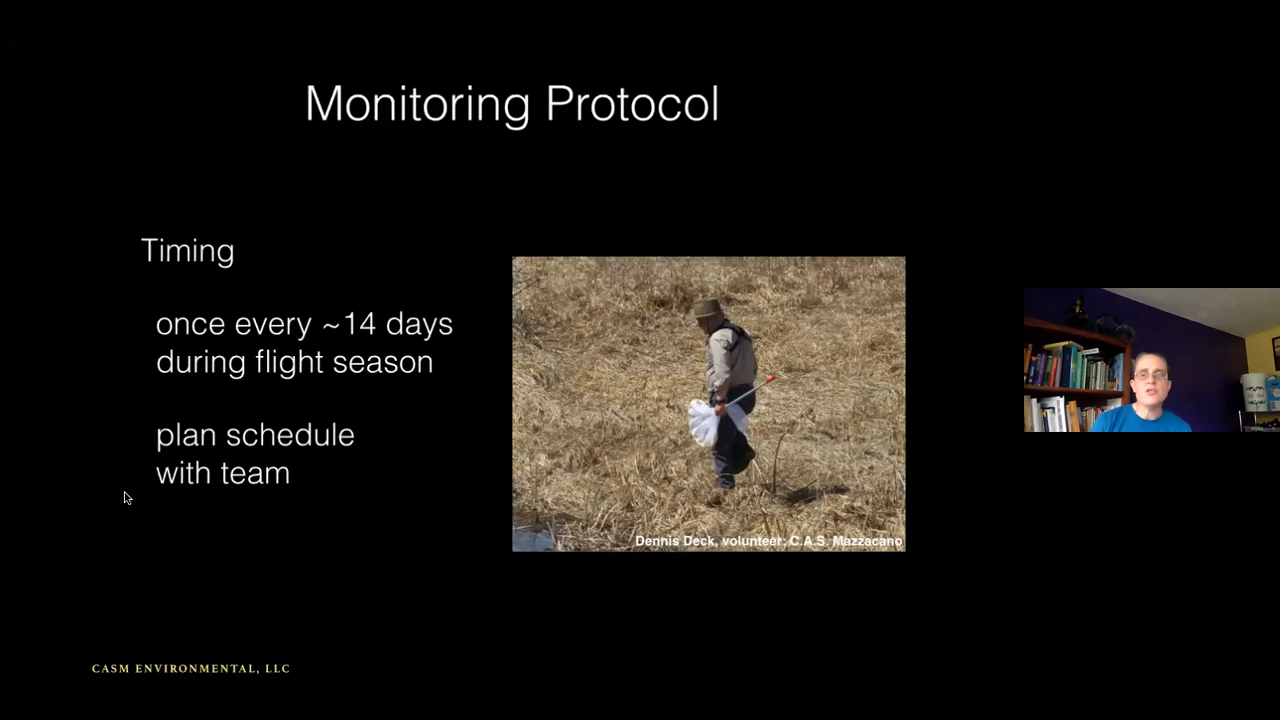 Monitoring Protocol
Timing
once every ~14 days
during flight season
plan schedule
with team
Dennis Deck, volunteer; C.A.S. Mazzacano
CASM ENVIRONMENTAL, LLC